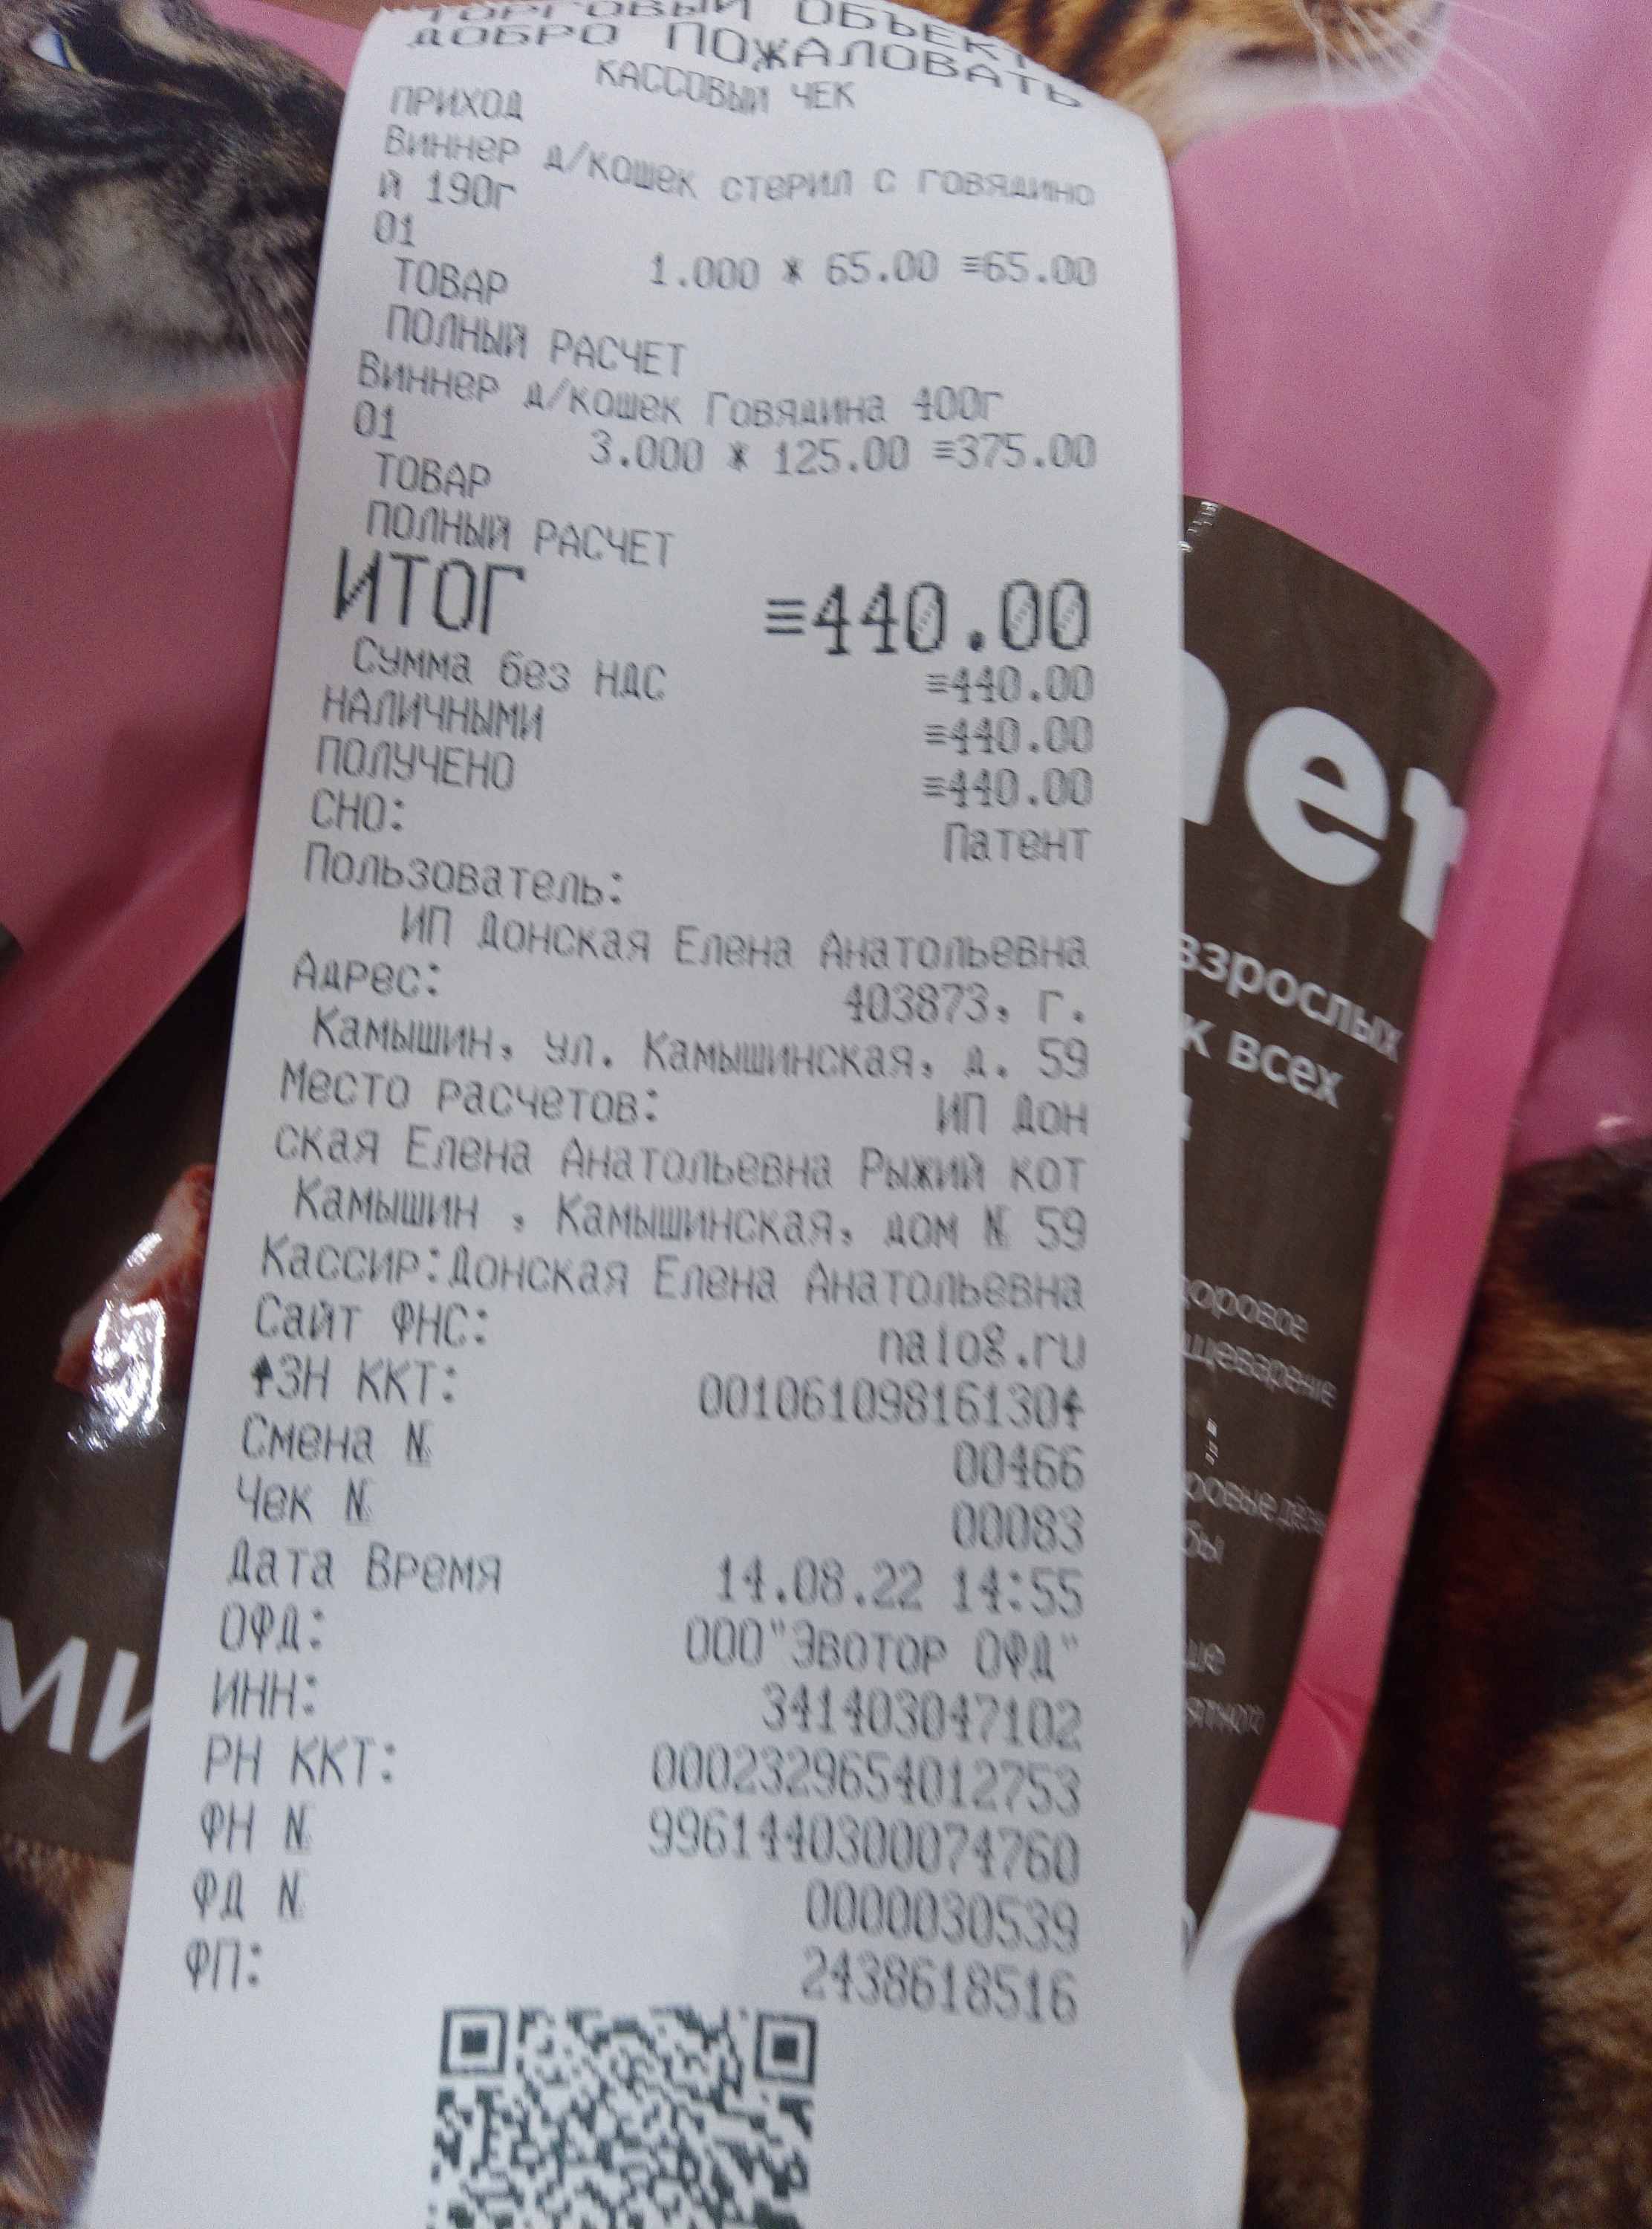 ТОРГОВЫЙ ОБЪЕКТ
ДОБРО ПОЖАЛОВАТЬ
КАССОВЫЙ ЧЕК
ПРИХОД
Виннер д/кошек стерил с говядино
й 190г
01
1.000 * 65.00 ≡65.00
ТОВАР
ПОЛНЫЙ РАСЧЕТ
Виннер д/кошек Говядина 400г
01
3.000 * 125.00 ≡375.00
ТОВАР
ПОЛНЫЙ РАСЧЕТ
ИТОГ ≡440.00
Сумма без НДС ≡440.00
НАЛИЧНЫМИ ≡440.00
ПОЛУЧЕНО ≡440.00
СНО: Патент
Пользователь:
ИП Донская Елена Анатольевна
Адрес: 403873, г.
Камышин, ул. Камышинская, д. 59
Место расчетов: ИП Дон
ская Елена Анатольевна Рыжий кот
Камышин , Камышинская, дом № 59
Кассир:Донская Елена Анатольевна
Сайт ФНС: nalog.ru
↑ЗН ККТ: 00106109816130↑
Смена № 00466
Чек № 00083
Дата Время 14.08.22 14:55
ОФД: ООО"Эвотор ОФД"
ИНН: 341403047102
РН ККТ: 0002329654012753
ФН № 9961440300074760
ФД № 0000030539
ФП: 2438618516
ner
взрослых
к всех